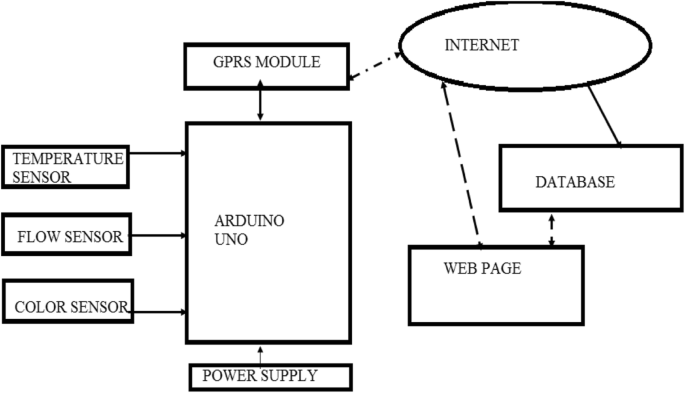 INTERNET
GPRS MODULE
TEMPERATURE
SENSOR
DATABASE
ARDUINO
UNO
FLOW SENSOR
WEB PAGE
COLOR SENSOR
POWER SUPPLY